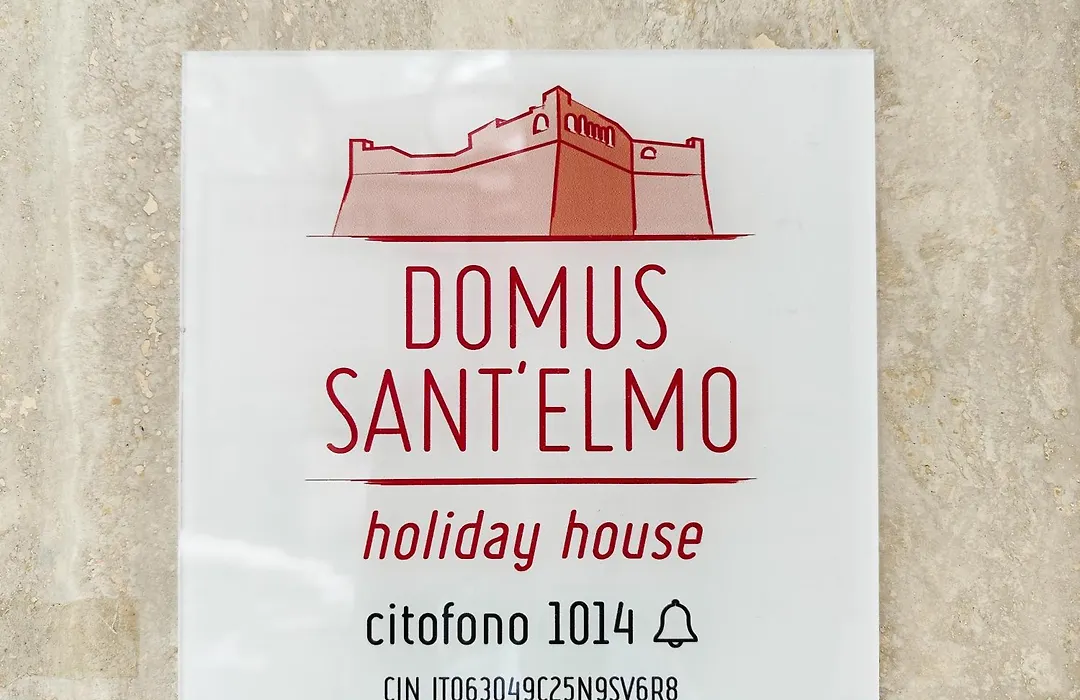 DOMUS
SANT'ELMO
holiday house
citofono 1014
CIN IT063049C25N9SV6R8